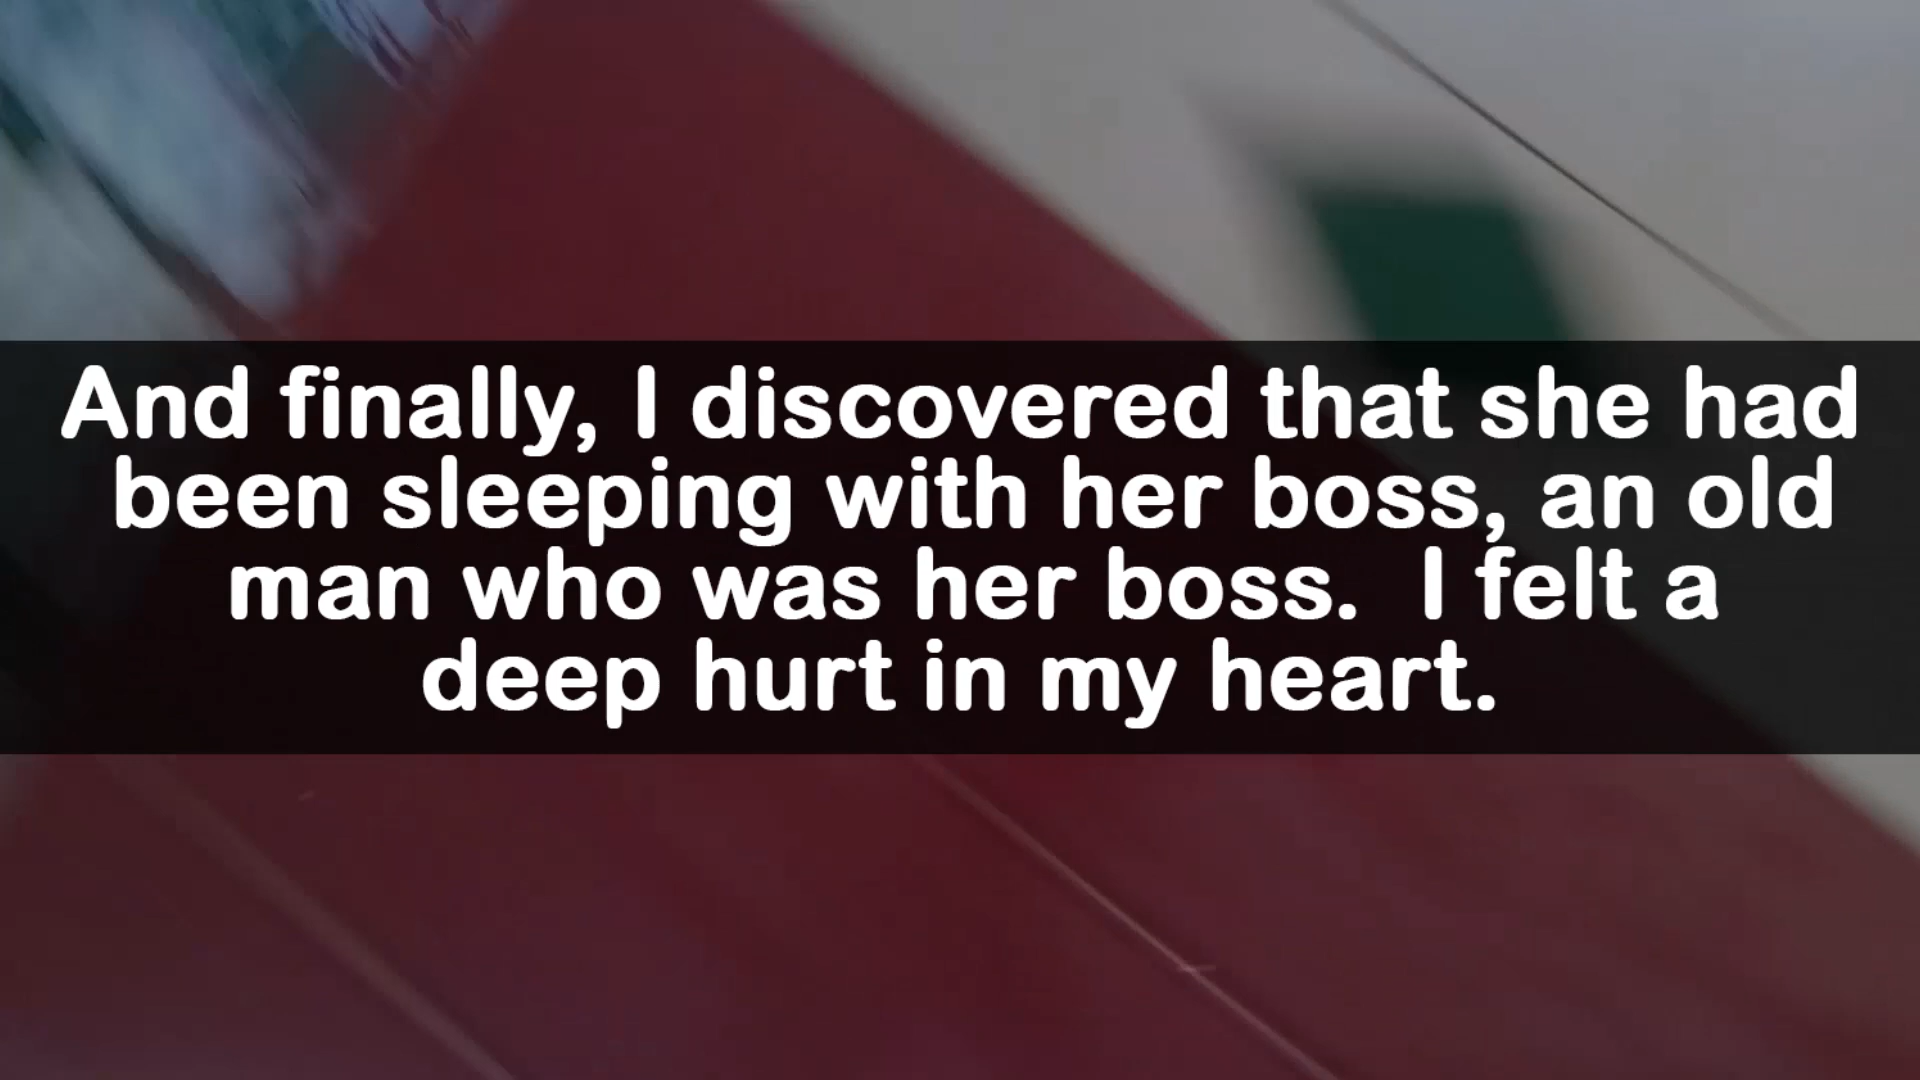 And finally, I discovered that she had
been sleeping with her boss, an old
man who was her boss.  I felt a
deep hurt in my heart.